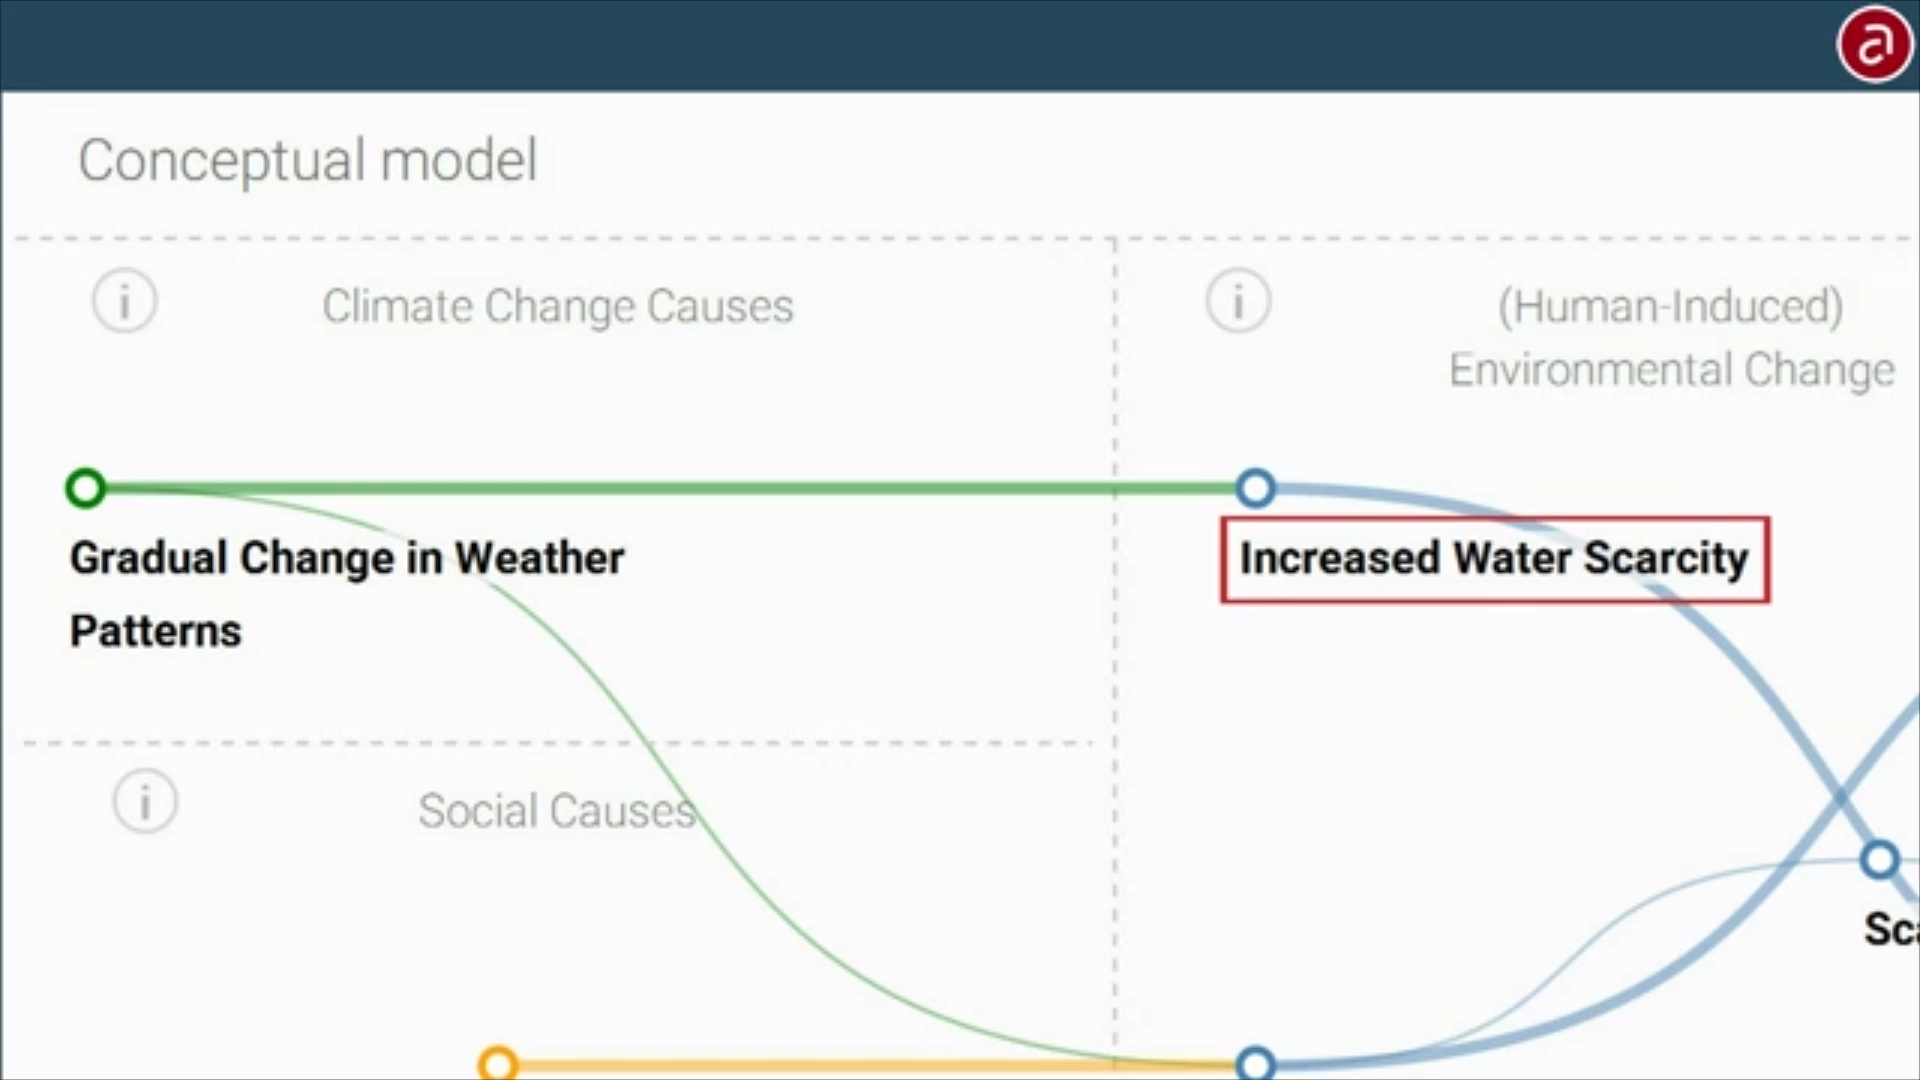 Conceptual model
Climate Change Causes
(Human-Induced)
Environmental Change
Gradual Change in Weather
Patterns
Increased Water Scarcity
Social Causes